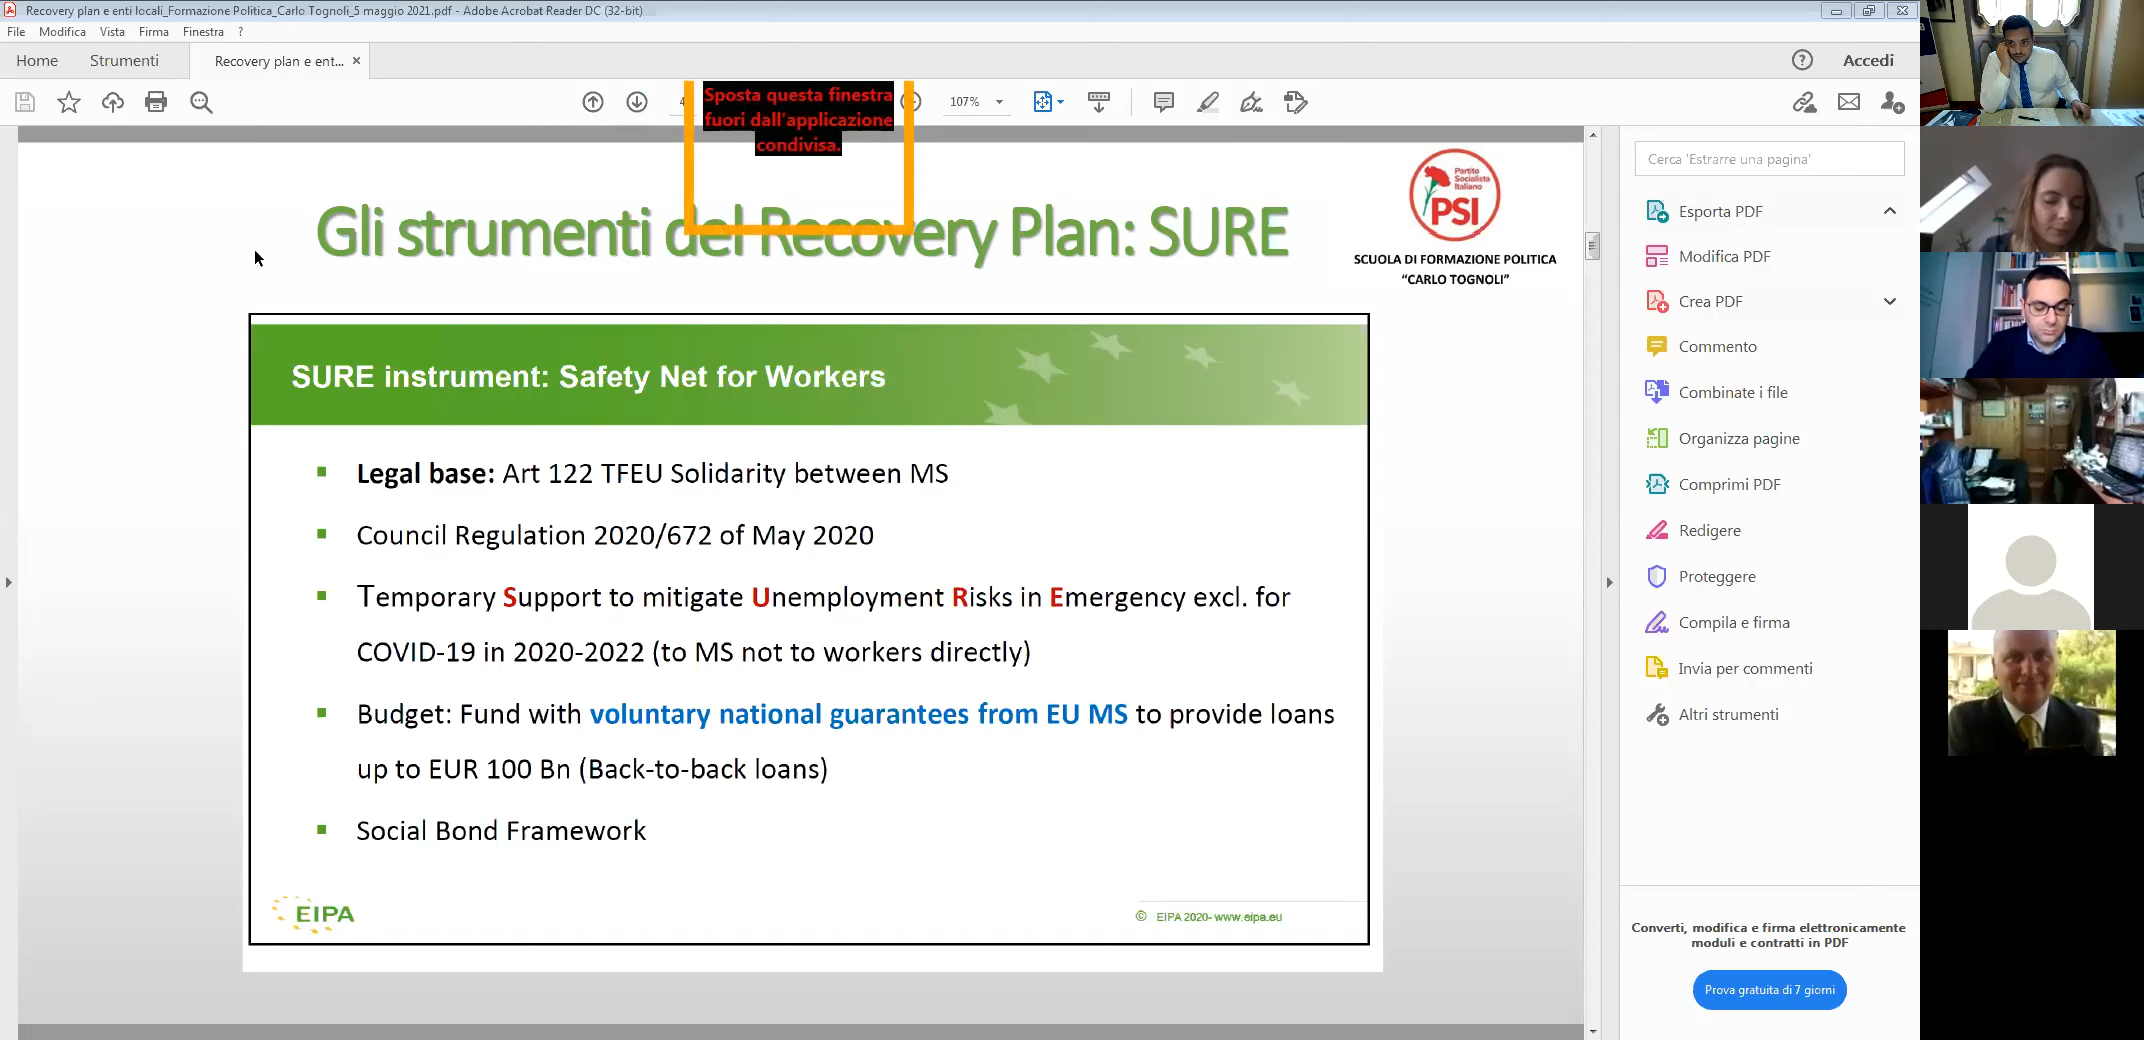 Recovery plan e enti locali_Formazione Politica_Carlo Tognoli_5 maggio 2021.pdf - Adobe Acrobat Reader DC (32-bit)
File Modifica Vista Firma Finestra ?
Home Strumenti Recovery plan e ent... × Accedi
4 107%
Sposta questa finestra
fuori dall'applicazione
condivisa.
Partito
Socialista
Italiano
PSI
Gli strumenti del Recovery Plan: SURE
SCUOLA DI FORMAZIONE POLITICA
“CARLO TOGNOLI”
SURE instrument: Safety Net for Workers
Legal base: Art 122 TFEU Solidarity between MS
Council Regulation 2020/672 of May 2020
Temporary Support to mitigate Unemployment Risks in Emergency excl. for
COVID-19 in 2020-2022 (to MS not to workers directly)
Budget: Fund with voluntary national guarantees from EU MS to provide loans
up to EUR 100 Bn (Back-to-back loans)
Social Bond Framework
EIPA
© EIPA 2020- www.eipa.eu
Cerca 'Estrarre una pagina'
Esporta PDF
Modifica PDF
Crea PDF
Commento
Combinate i file
Organizza pagine
Comprimi PDF
Redigere
Proteggere
Compila e firma
Invia per commenti
Altri strumenti
Converti, modifica e firma elettronicamente
moduli e contratti in PDF
Prova gratuita di 7 giorni